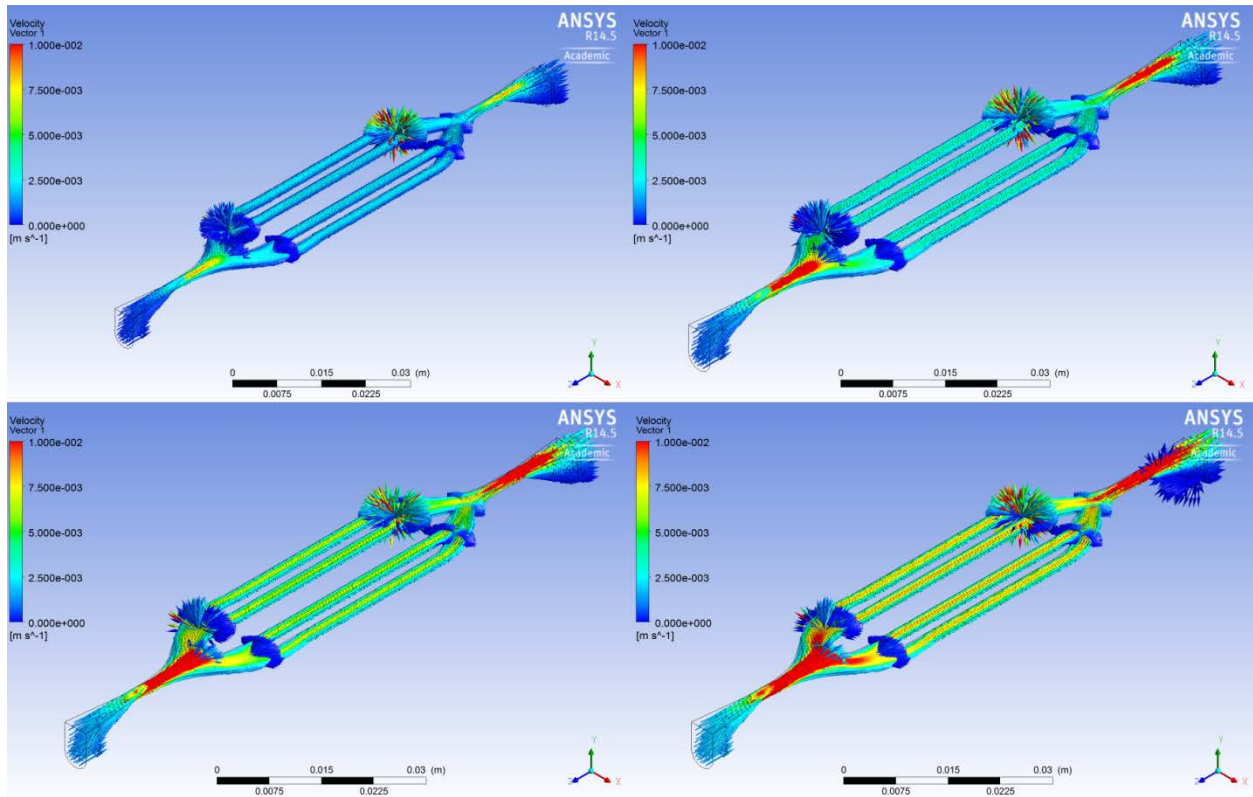 Velocity
Vector 1
1.000e-002
7.500e-003
5.000e-003
2.500e-003
0.000e+000
[m s^-1]
ANSYS
R14.5
Academic
0 0.015 0.03 (m)
0.0075 0.0225
Y
Z
X
Velocity
Vector 1
1.000e-002
7.500e-003
5.000e-003
2.500e-003
0.000e+000
[m s^-1]
ANSYS
R14.5
Academic
0 0.015 0.03 (m)
0.0075 0.0225
Y
Z
X
Velocity
Vector 1
1.000e-002
7.500e-003
5.000e-003
2.500e-003
0.000e+000
[m s^-1]
ANSYS
R14.5
Academic
0 0.015 0.03 (m)
0.0075 0.0225
Y
Z
X
Velocity
Vector 1
1.000e-002
7.500e-003
5.000e-003
2.500e-003
0.000e+000
[m s^-1]
ANSYS
R14.5
Academic
0 0.015 0.03 (m)
0.0075 0.0225
Y
Z
X